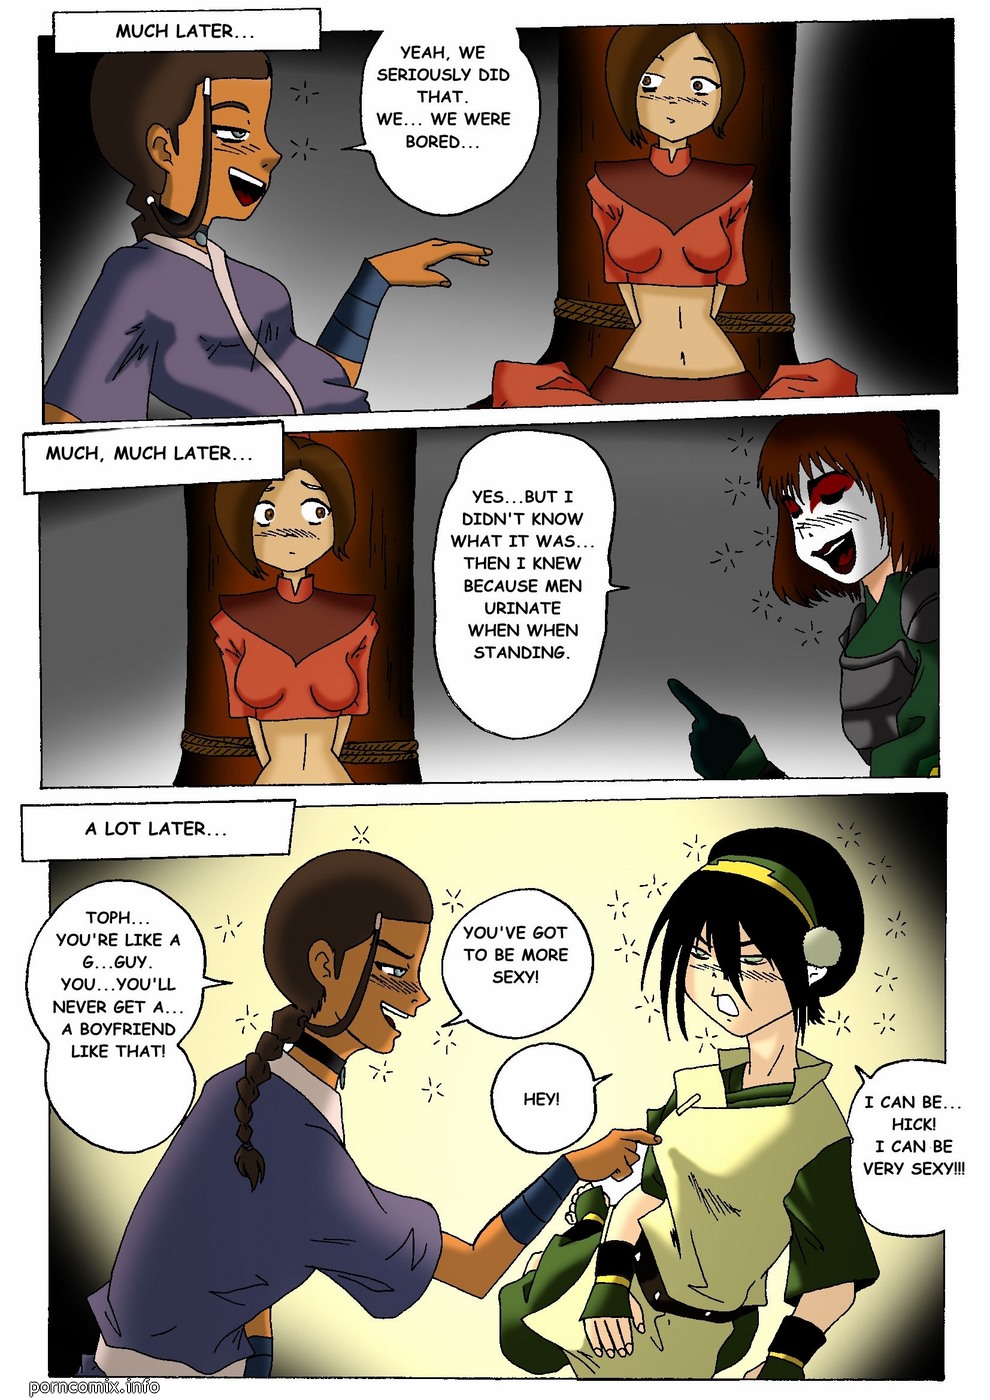 MUCH LATER...
YEAH, WE
SERIOUSLY DID
THAT.
WE... WE WERE
BORED...
MUCH, MUCH LATER...
YES...BUT I
DIDN'T KNOW
WHAT IT WAS...
THEN I KNEW
BECAUSE MEN
URINATE
WHEN WHEN
STANDING.
A LOT LATER...
TOPH...
YOU'RE LIKE A
G...GUY.
YOU...YOU'LL
NEVER GET A...
A BOYFRIEND
LIKE THAT!
YOU'VE GOT
TO BE MORE
SEXY!
HEY!
I CAN BE...
HICK!
I CAN BE
VERY SEXY!!!
porncomix.info